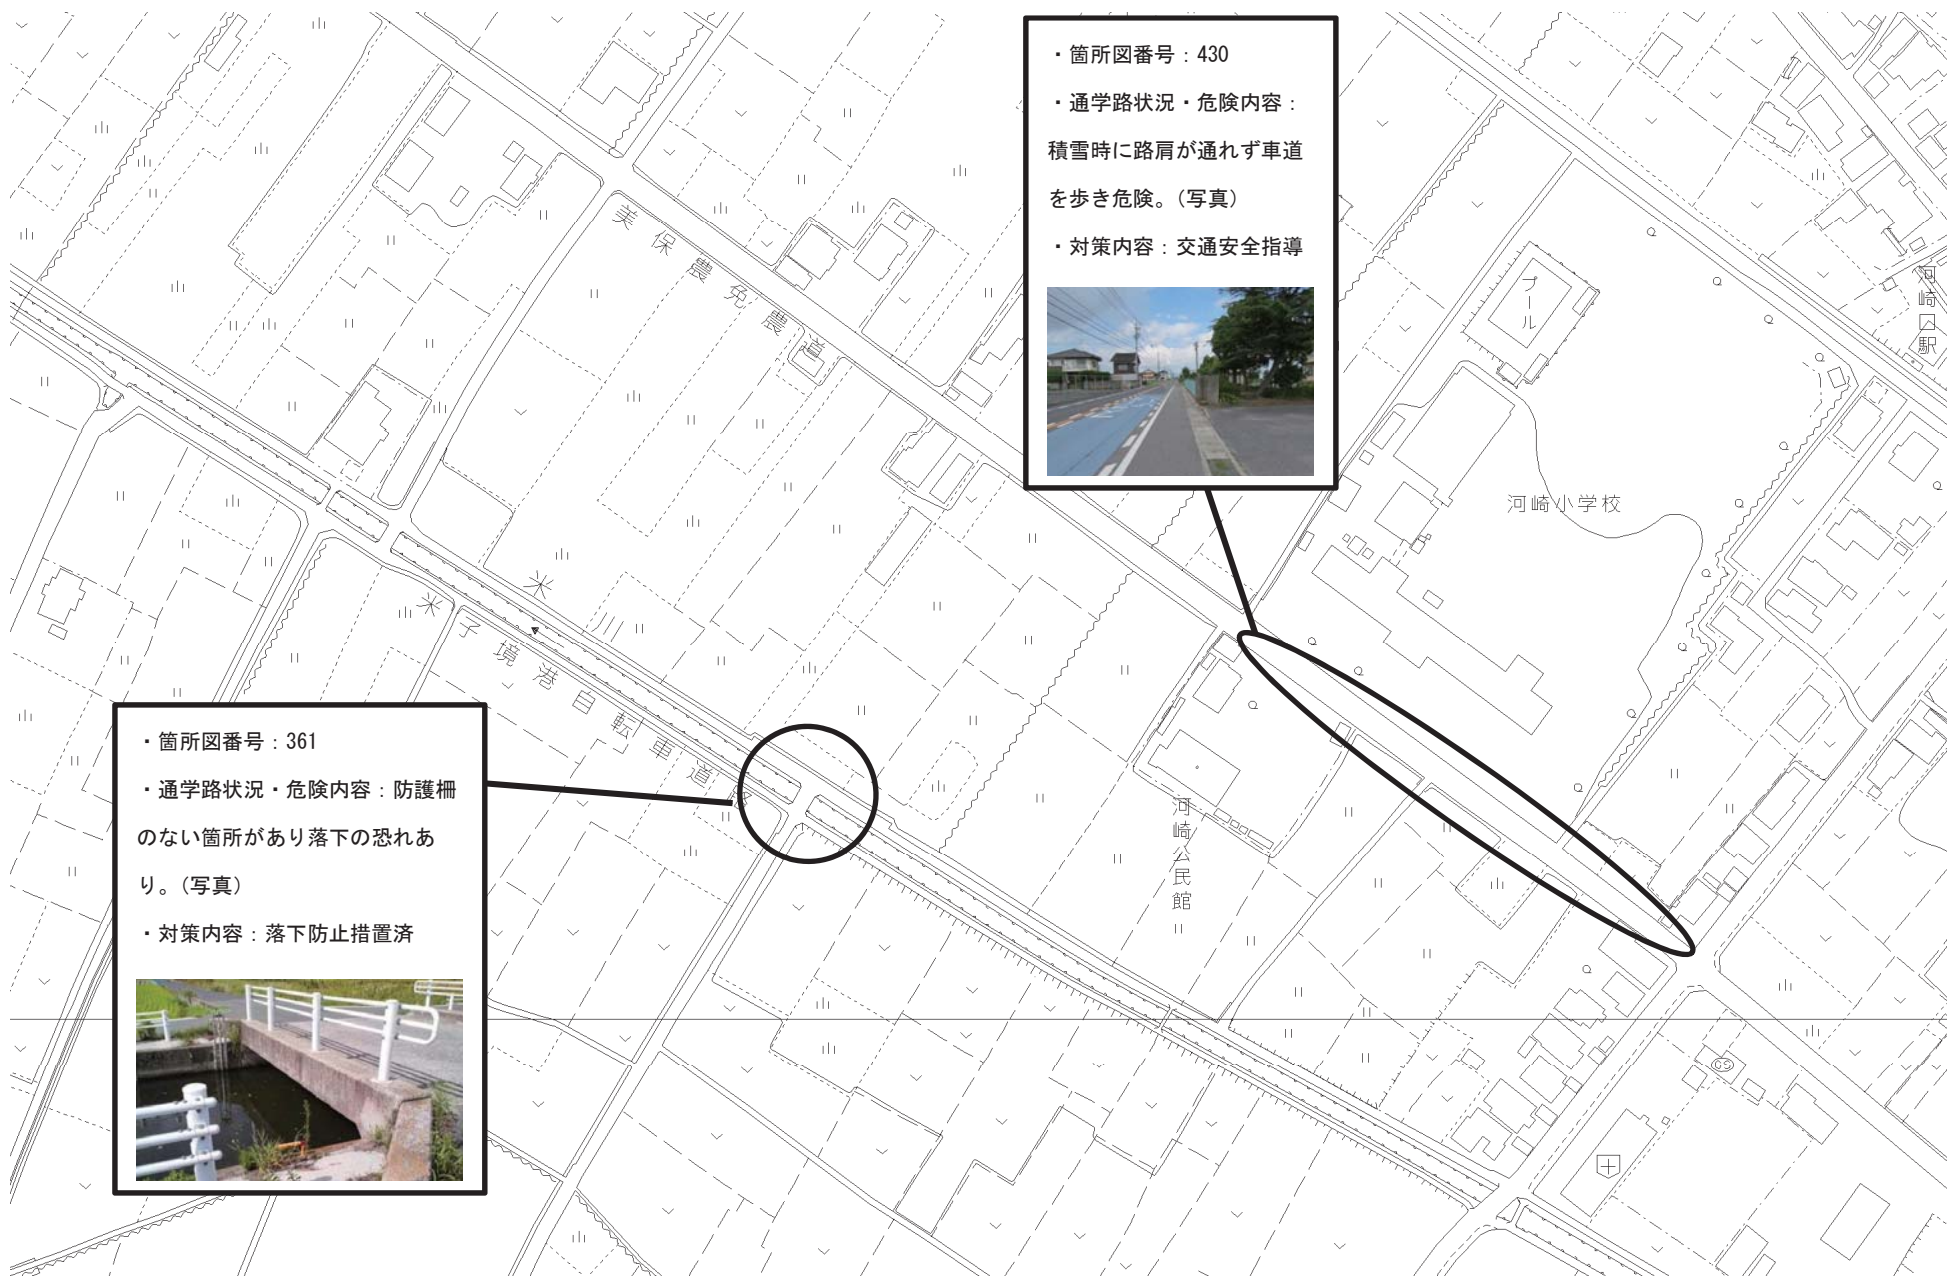 ・箇所図番号：430
・通学路状況・危険内容：
積雪時に路肩が通れず車道
を歩き危険。（写真）
・対策内容：交通安全指導
美保農免農道
プール
河崎口駅
河崎小学校
米川
米子境港自転車道
・箇所図番号：361
・通学路状況・危険内容：防護柵
のない箇所があり落下の恐れあ
り。（写真）
・対策内容：落下防止措置済
河崎公民館
GS